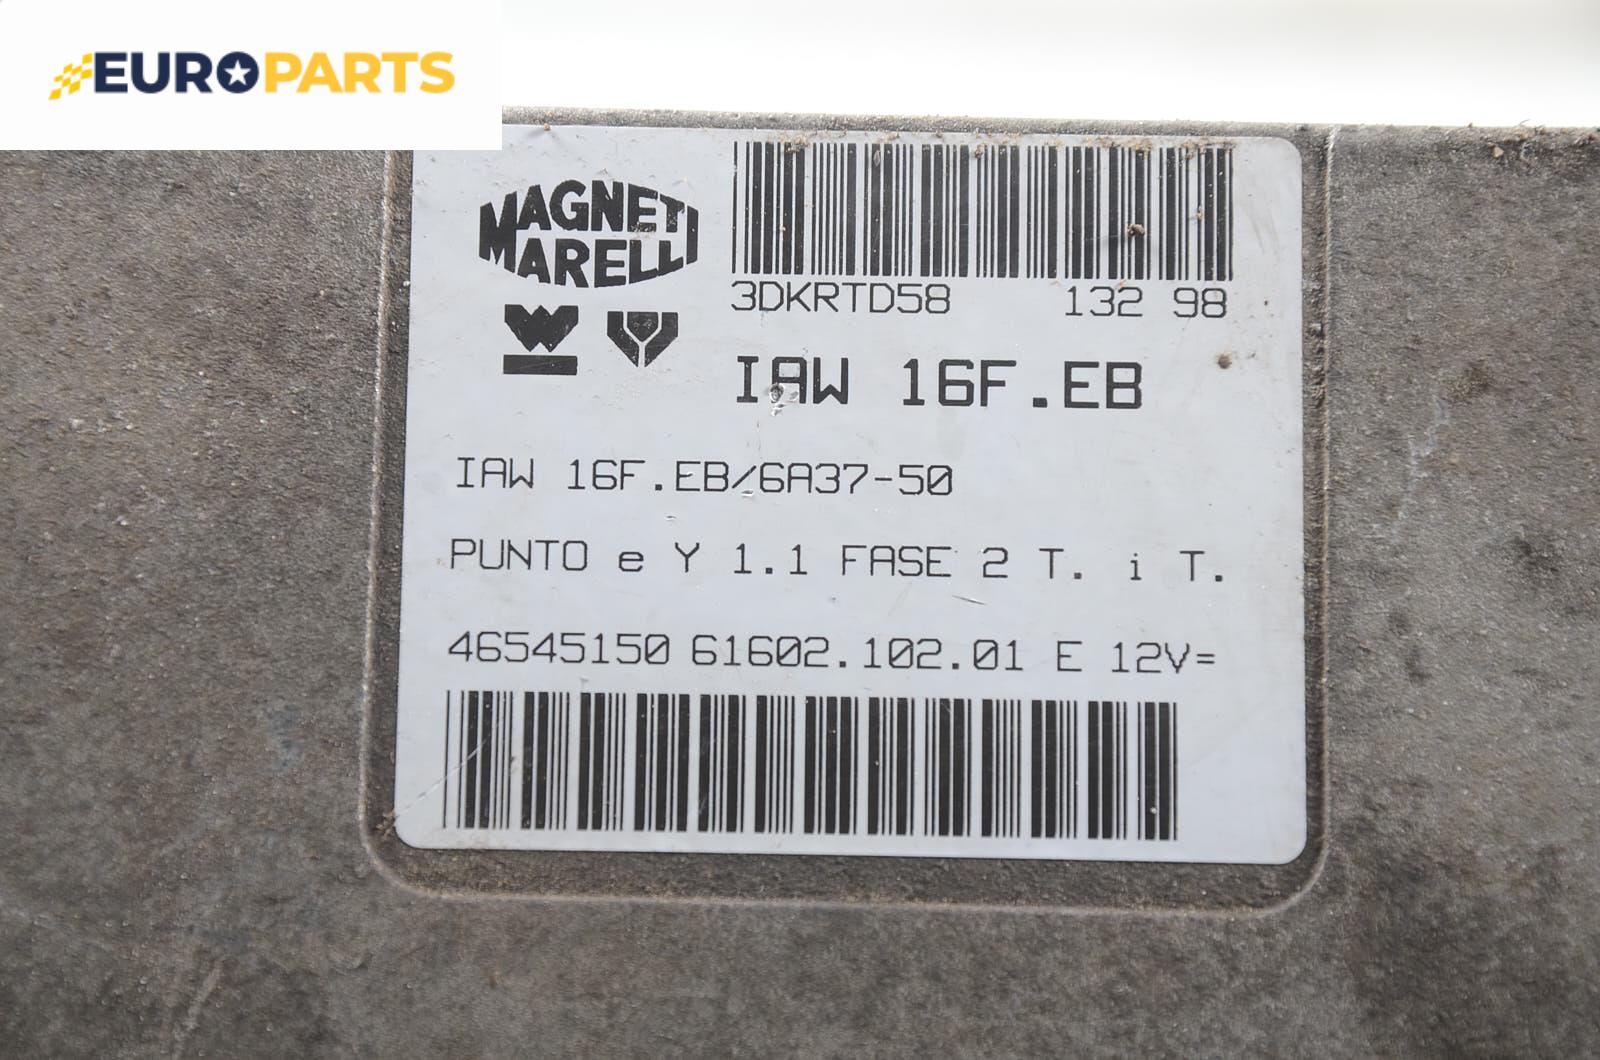 EUROPARTS
MAGNETI
MARELLI
3DKRTD58 132 98
IAW 16F.EB
IAW 16F.EB/6A37-50
PUNTO e Y 1.1 FASE 2 T. i T.
46545150 61602.102.01 E 12V=